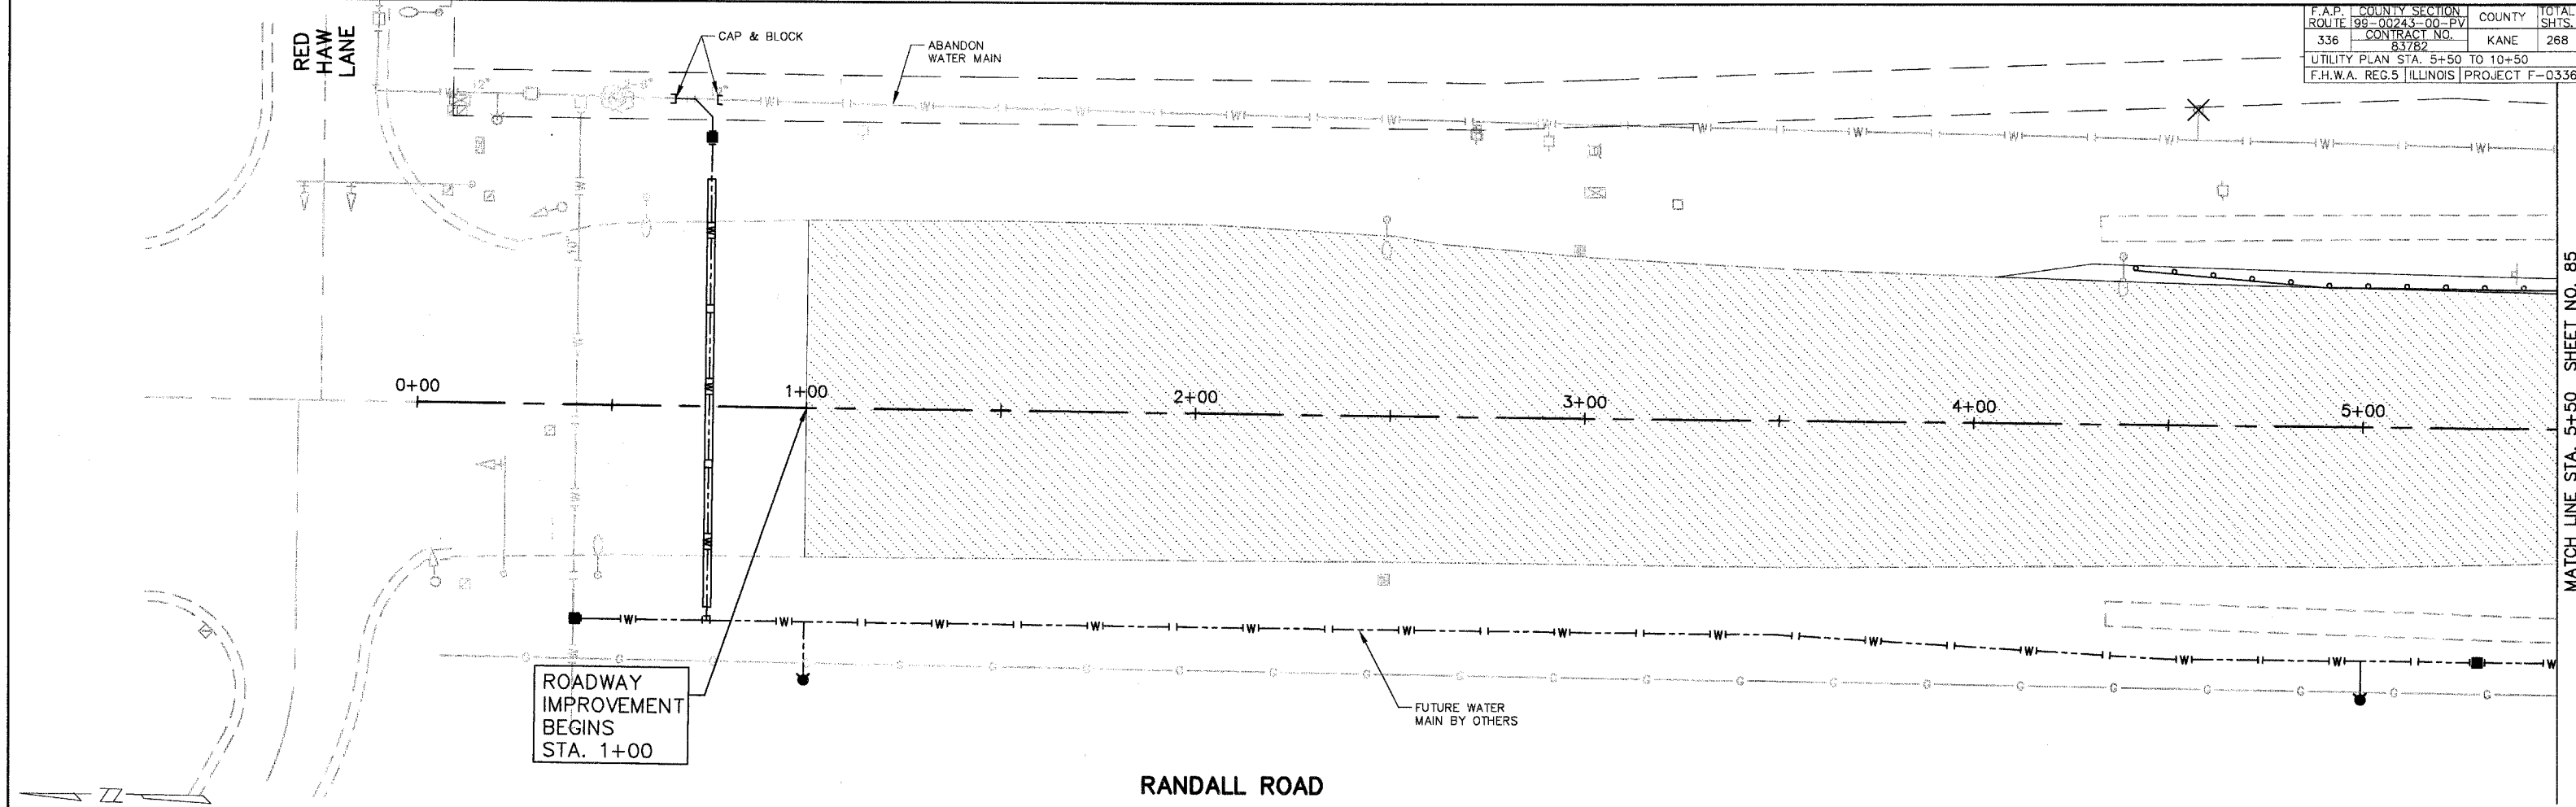 F.A.P. ROUTE
COUNTY SECTION
99-00243-00-PV
COUNTY
TOTAL SHTS.
336
CONTRACT NO.
83782
KANE
268
UTILITY PLAN STA. 5+50 TO 10+50
F.H.W.A. REG.5 ILLINOIS PROJECT F-0336
RED
HAW
LANE
CAP & BLOCK
ABANDON
WATER MAIN
12"
10"
0+00
1+00
2+00
3+00
4+00
5+00
MATCH LINE STA. 5+50 SHEET NO. 85
ROADWAY
IMPROVEMENT
BEGINS
STA. 1+00
FUTURE WATER
MAIN BY OTHERS
RANDALL ROAD